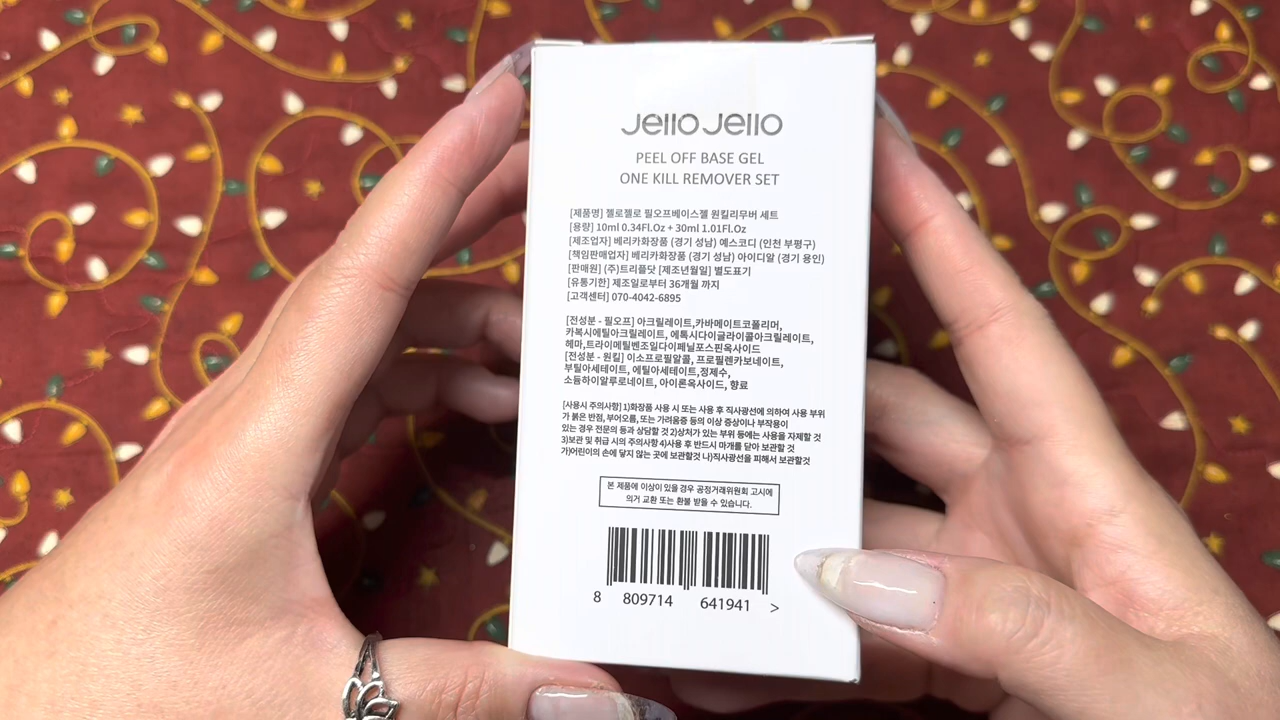 Jello Jello
PEEL OFF BASE GEL
ONE KILL REMOVER SET
[제품명] 젤로젤로 필오프베이스젤 원킬리무버 세트
[용량] 10ml 0.34Fl.Oz + 30ml 1.01Fl.Oz
[제조업자] 베리카화장품 (경기 성남) 예스코디 (인천 부평구)
[책임판매업자] 베리카화장품 (경기 성남) 아이디알 (경기 용인)
[판매원] (주)트리플닷 [제조년월일] 별도표기
[유통기한] 제조일로부터 36개월 까지
[고객센터] 070-4042-6895
[전성분 - 필오프] 아크릴레이트,카바메이트코폴리머,
카복시에틸아크릴레이트, 에톡시다이글라이콜아크릴레이트,
헤마,트라이메틸벤조일다이페닐포스핀옥사이드
[전성분 - 원킬] 이소프로필알콜, 프로필렌카보네이트,
부틸아세테이트, 에틸아세테이트,정제수,
소듐하이알루로네이트, 아이론옥사이드, 향료
[사용시 주의사항] 1)화장품 사용 시 또는 사용 후 직사광선에 의하여 사용 부위
가 붉은 반점, 부어오름, 또는 가려움증 등의 이상 증상이나 부작용이
있는 경우 전문의 등과 상담할 것 2)상처가 있는 부위 등에는 사용을 자제할 것
3)보관 및 취급 시의 주의사항 4)사용 후 반드시 마개를 닫아 보관할 것
가)어린이의 손에 닿지 않는 곳에 보관할것 나)직사광선을 피해서 보관할것
본 제품에 이상이 있을 경우 공정거래위원회 고시에
의거 교환 또는 환불 받을 수 있습니다.
8 809714 641941 >